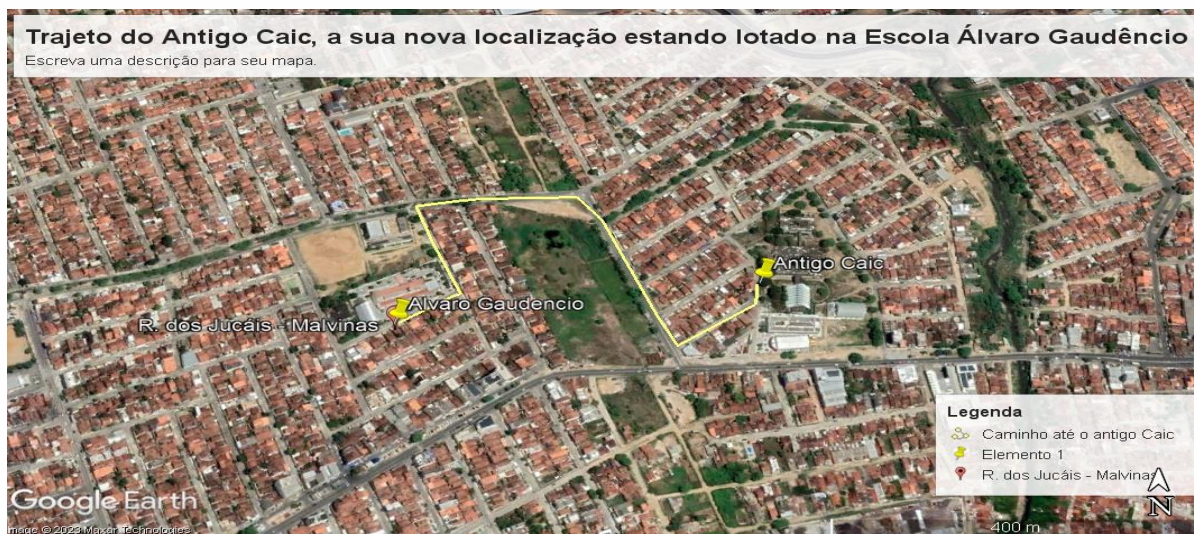 Trajeto do Antigo Caic, a sua nova localização estando lotado na Escola Álvaro Gaudêncio
Escreva uma descrição para seu mapa.
Antigo Caic
Alvaro Gaudencio
R. dos Jucáis - Malvinas
Legenda
Caminho até o antigo Caic
Elemento 1
R. dos Jucáis - Malvinas
Google Earth
Image © 2023 Maxar Technologies
400 m
N